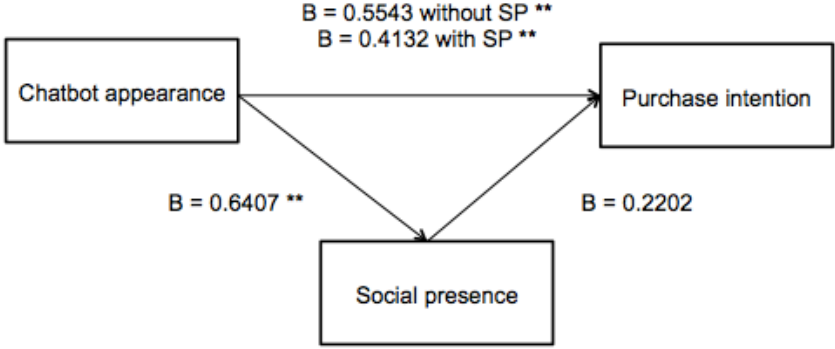 B = 0.5543 without SP **
B = 0.4132 with SP **
Chatbot appearance
Purchase intention
B = 0.6407 **
B = 0.2202
Social presence